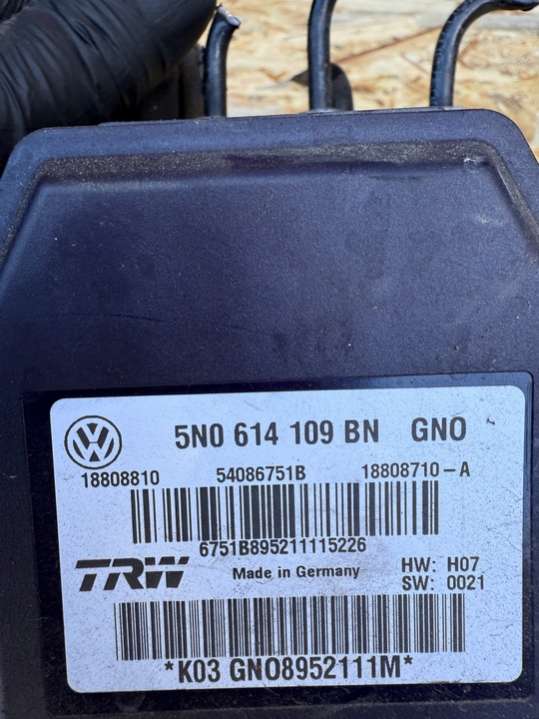 5N0 614 109 BN GNO
18808810 54086751B 18808710-A
6751B895211115226
TRW Made in Germany HW: H07
SW: 0021
*K03 GNO8952111M*